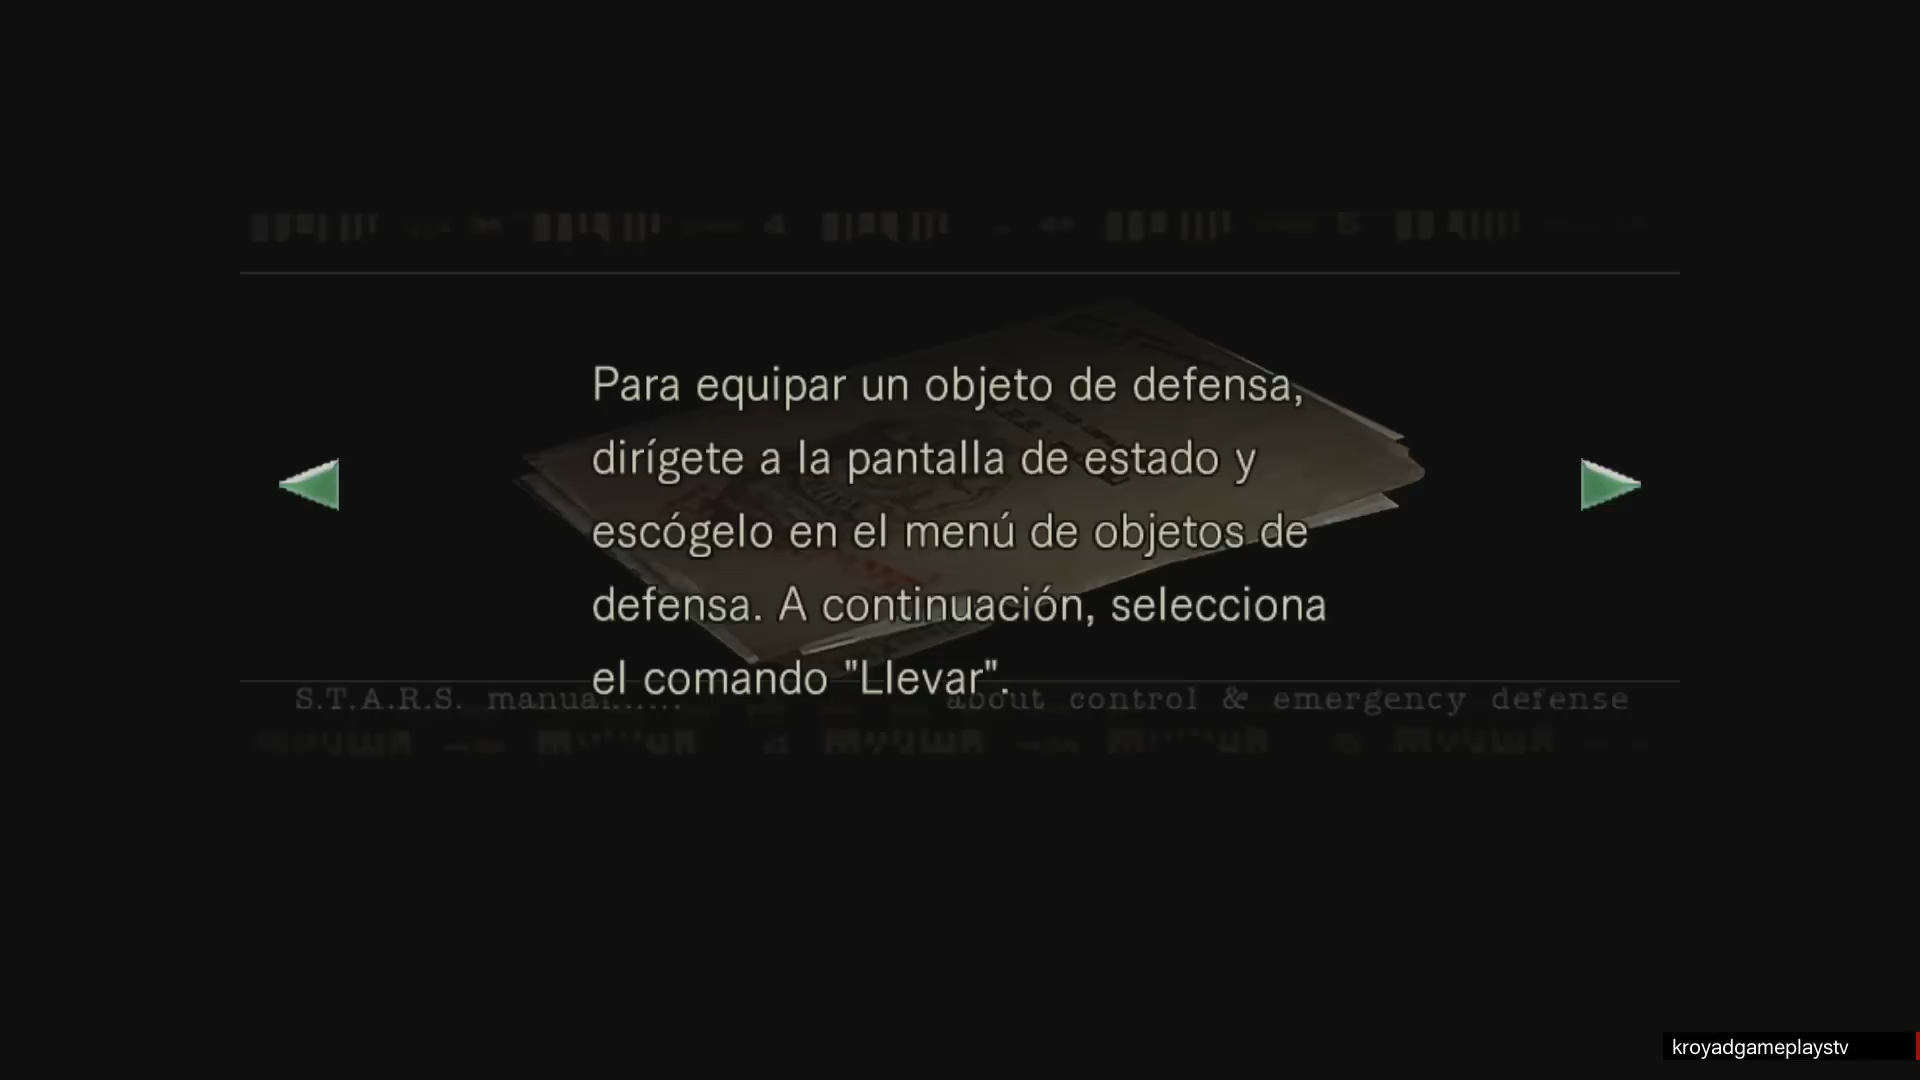 Para equipar un objeto de defensa,
dirígete a la pantalla de estado y
escógelo en el menú de objetos de
defensa. A continuación, selecciona
el comando "Llevar".
S.T.A.R.S. manual...... about control & emergency defense
kroyadgameplaystv